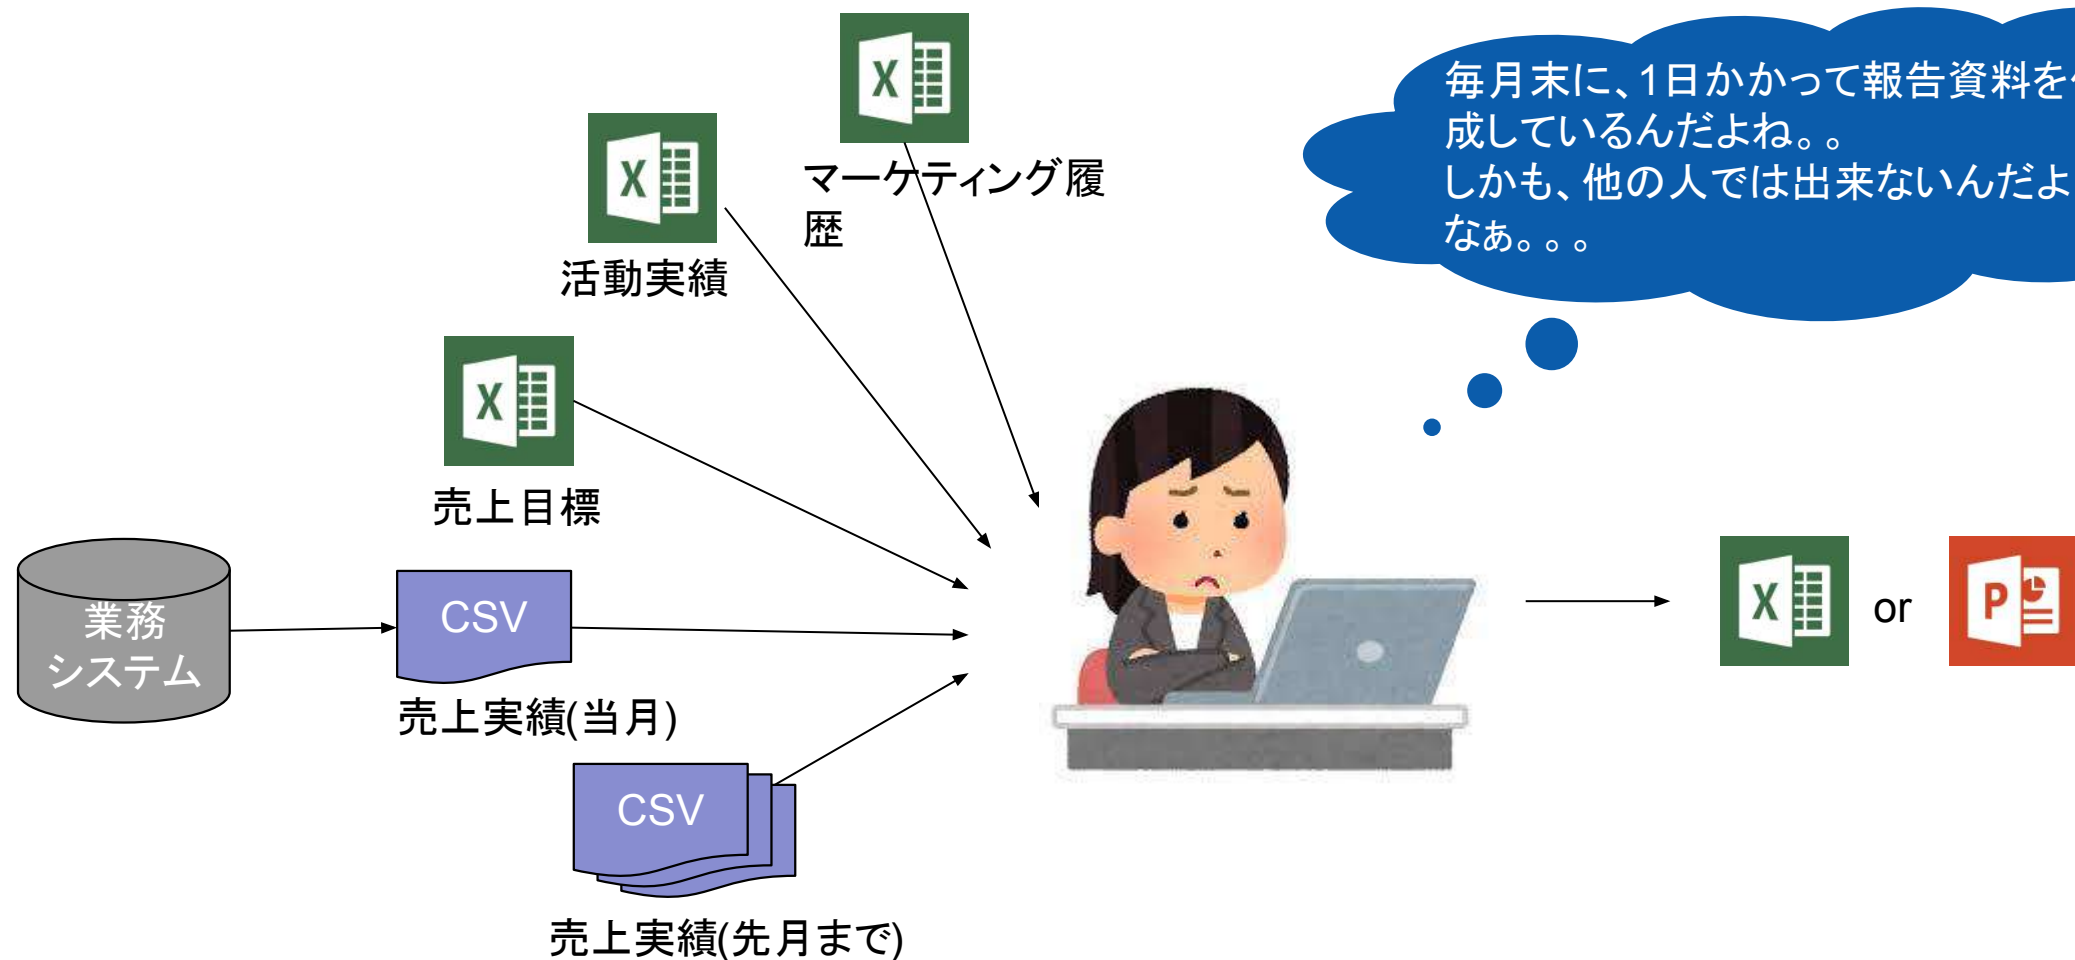 毎月末に、1日かかって報告資料を
成しているんだよね。。
しかも、他の人では出来ないんだよ
なぁ。。。
X
マーケティング履
歴
X
活動実績
X
売上目標
業務
システム
CSV
売上実績(当月)
CSV
売上実績(先月まで)
X
or
P